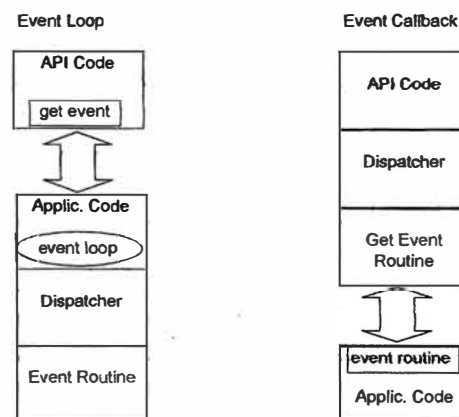 Event Loop
API Code
get event
Applic. Code
event loop
Dispatcher
Event Routine
Event Callback
API Code
Dispatcher
Get Event
Routine
event routine
Applic. Code